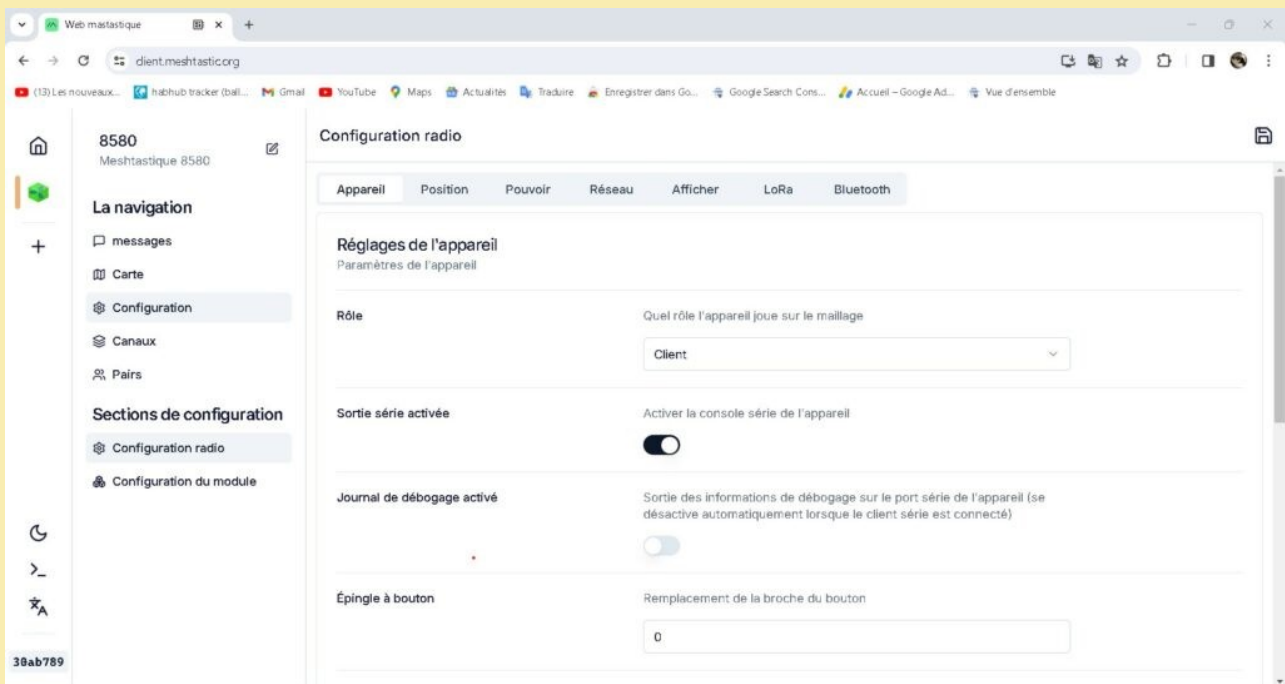 Web mastastique
client.meshtastic.org
(13) Les nouveaux... habhub tracker (ball... Gmail YouTube Maps Actualités Traduire Enregistrer dans Go... Google Search Cons... Accueil – Google Ad... Vue d'ensemble
8580
Meshtastique 8580
La navigation
messages
Carte
Configuration
Canaux
Pairs
Sections de configuration
Configuration radio
Configuration du module
30ab789
Configuration radio
Appareil Position Pouvoir Réseau Afficher LoRa Bluetooth
Réglages de l'appareil
Paramètres de l'appareil
Rôle
Quel rôle l'appareil joue sur le maillage
Client
Sortie série activée
Activer la console série de l'appareil
Journal de débogage activé
Sortie des informations de débogage sur le port série de l'appareil (se
désactive automatiquement lorsque le client série est connecté)
Épingle à bouton
Remplacement de la broche du bouton
0